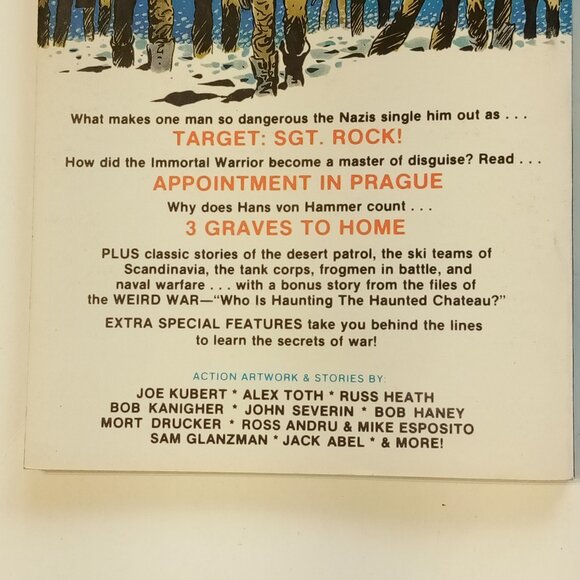 What makes one man so dangerous the Nazis single him out as . . .
TARGET: SGT. ROCK!
How did the Immortal Warrior become a master of disguise? Read . . .
APPOINTMENT IN PRAGUE
Why does Hans von Hammer count . . .
3 GRAVES TO HOME
PLUS classic stories of the desert patrol, the ski teams of
Scandinavia, the tank corps, frogmen in battle, and
naval warfare . . . with a bonus story from the files of
the WEIRD WAR—“Who Is Haunting The Haunted Chateau?”
EXTRA SPECIAL FEATURES take you behind the lines
to learn the secrets of war!
ACTION ARTWORK & STORIES BY:
JOE KUBERT * ALEX TOTH * RUSS HEATH
BOB KANIGHER * JOHN SEVERIN * BOB HANEY
MORT DRUCKER * ROSS ANDRU & MIKE ESPOSITO
SAM GLANZMAN * JACK ABEL * & MORE!